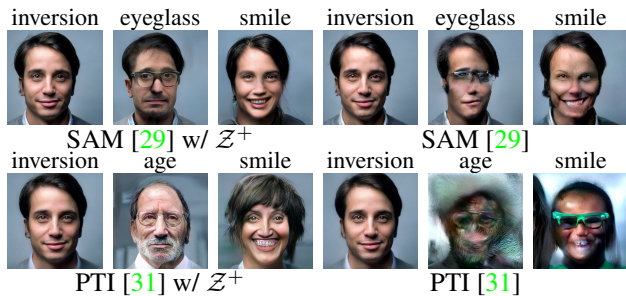 inversion eyeglass smile inversion eyeglass smile
SAM [29] w/ 𝒵+ SAM [29]
inversion age smile inversion age smile
PTI [31] w/ 𝒵+ PTI [31]